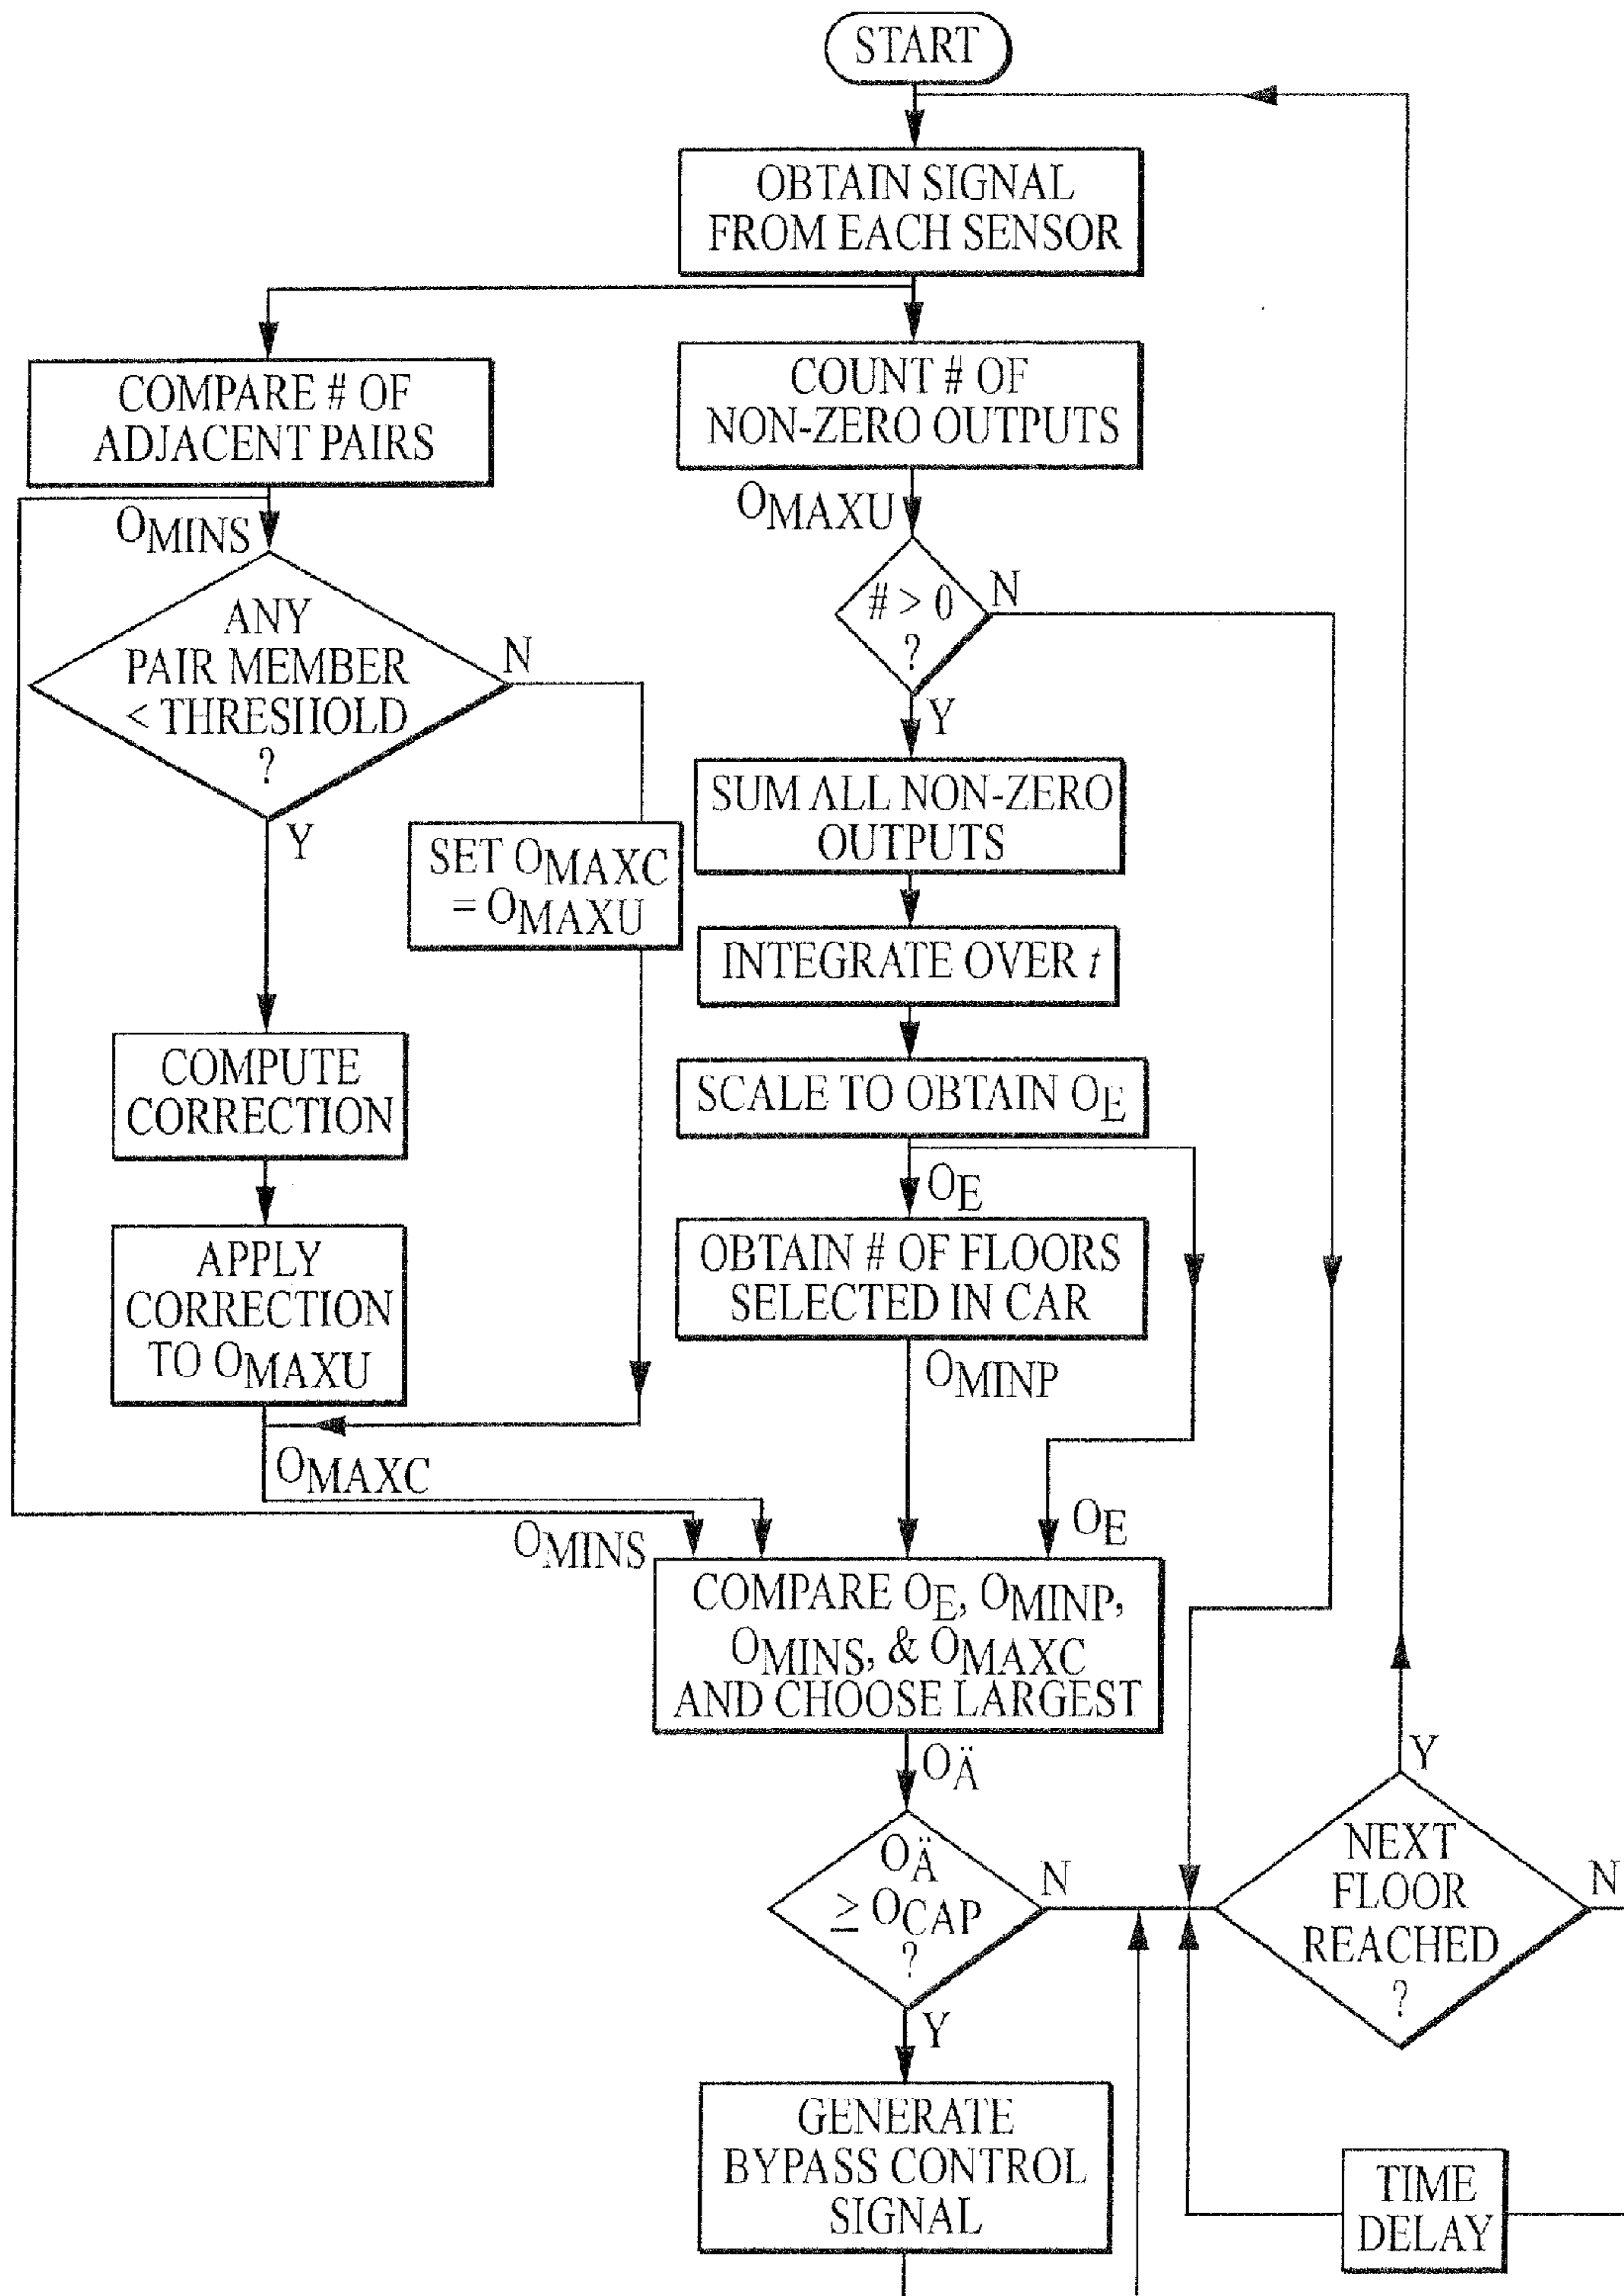 START
OBTAIN SIGNAL
FROM EACH SENSOR
COMPARE # OF
ADJACENT PAIRS
COUNT # OF
NON-ZERO OUTPUTS
OMINS
OMAXU
ANY
PAIR MEMBER
< THRESHOLD
?
N
Y
# > 0
?
N
Y
SET OMAXC
= OMAXU
SUM ALL NON-ZERO
OUTPUTS
INTEGRATE OVER t
COMPUTE
CORRECTION
SCALE TO OBTAIN OE
OE
APPLY
CORRECTION
TO OMAXU
OBTAIN # OF FLOORS
SELECTED IN CAR
OMINP
OMAXC
OMINS
OE
COMPARE OE, OMINP,
OMINS, & OMAXC
AND CHOOSE LARGEST
OÄ
OÄ
≥ OCAP
?
N
Y
NEXT
FLOOR
REACHED
?
Y
N
GENERATE
BYPASS CONTROL
SIGNAL
TIME
DELAY